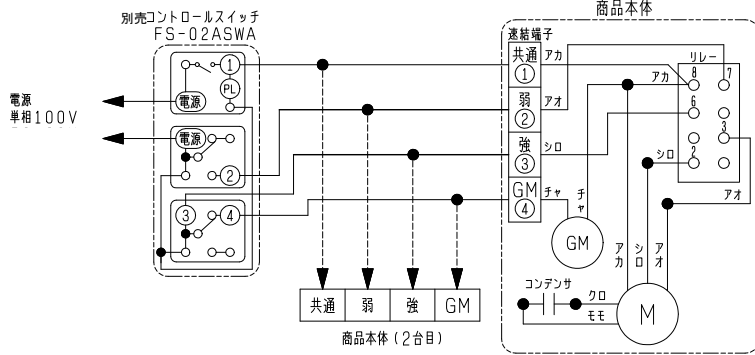 商品本体
別売コントロールスイッチ
FS-02ASWA
速結端子
共通
①
アカ
弱
②
アオ
強
③
シロ
GM
④
チャ
リレー
8
7
6
3
2
アカ
シロ
アオ
チャ
GM
アカ
シロ
アオ
コンデンサ
クロ
モモ
M
①
PL
電源
電源
②
③
④
電源
単相100V
共通
弱
強
GM
商品本体(2台目)